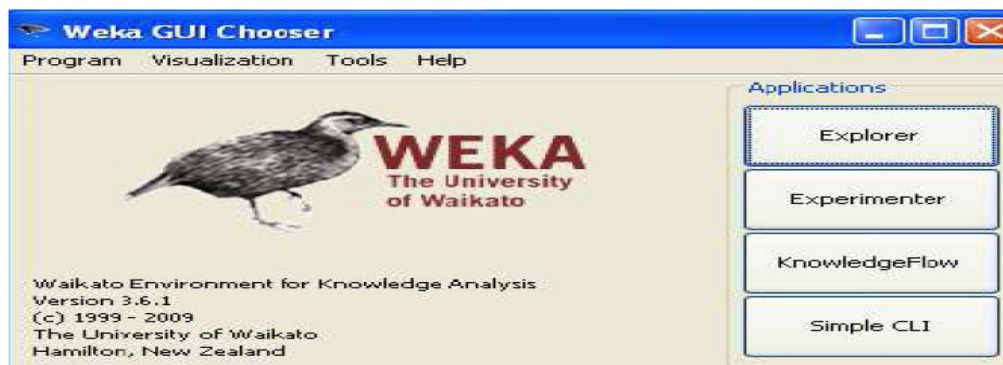 Weka GUI Chooser
Program Visualization Tools Help
Applications
Explorer
Experimenter
KnowledgeFlow
Simple CLI
WEKA
The University
of Waikato
Waikato Environment for Knowledge Analysis
Version 3.6.1
(c) 1999 - 2009
The University of Waikato
Hamilton, New Zealand